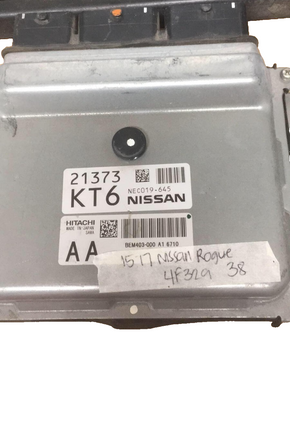 21373
KT6 NEC019-645
NISSAN
HITACHI
MADE IN JAPAN
AA
BEM403-000 A1 6710
15-17 Nissan Rogue
4F329 38